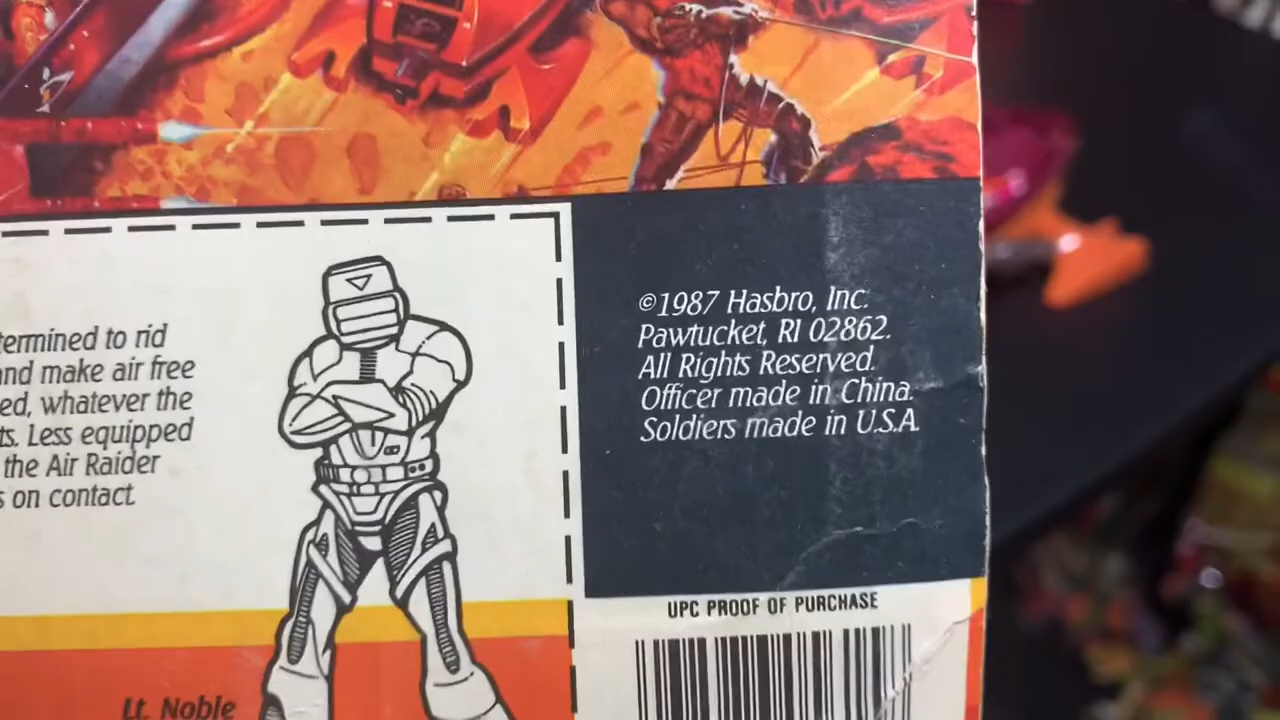 termined to rid
and make air free
ed, whatever the
ts. Less equipped
the Air Raider
s on contact.
Lt. Noble
©1987 Hasbro, Inc.
Pawtucket, RI 02862.
All Rights Reserved.
Officer made in China.
Soldiers made in U.S.A.
UPC PROOF OF PURCHASE